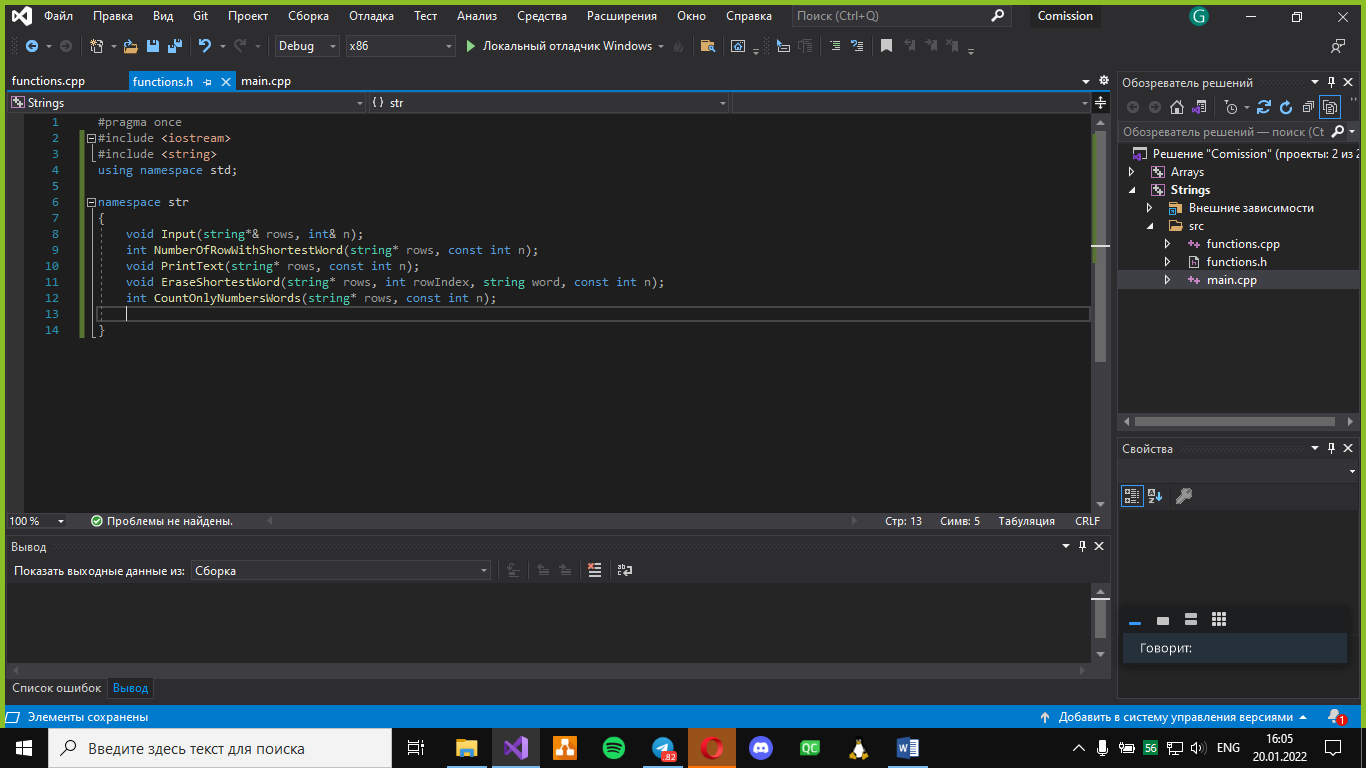 Файл Правка Вид Git Проект Сборка Отладка Тест Анализ Средства Расширения Окно Справка Поиск (Ctrl+Q) Comission G
Debug x86 Локальный отладчик Windows
functions.cpp functions.h main.cpp
Strings {} str
1 #pragma once
2 #include <iostream>
3 #include <string>
4 using namespace std;
5
6 namespace str
7 {
8 void Input(string*& rows, int& n);
9 int NumberOfRowWithShortestWord(string* rows, const int n);
10 void PrintText(string* rows, const int n);
11 void EraseShortestWord(string* rows, int rowIndex, string word, const int n);
12 int CountOnlyNumbersWords(string* rows, const int n);
13
14 }
100 % Проблемы не найдены. Стр: 13 Симв: 5 Табуляция CRLF
Вывод
Показать выходные данные из: Сборка
Список ошибок Вывод
Обозреватель решений
Обозреватель решений — поиск (Ct
Решение "Comission" (проекты: 2 из 2
Arrays
Strings
Внешние зависимости
src
functions.cpp
functions.h
main.cpp
Свойства
Говорит:
Элементы сохранены Добавить в систему управления версиями 1
Введите здесь текст для поиска 82 QC W 56 ENG 16:05
20.01.2022